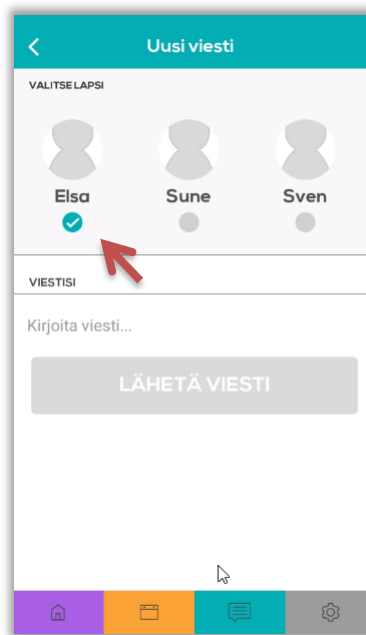 Uusi viesti
VALITSE LAPSI
Elsa Sune Sven
VIESTISI
Kirjoita viesti...
LÄHETÄ VIESTI